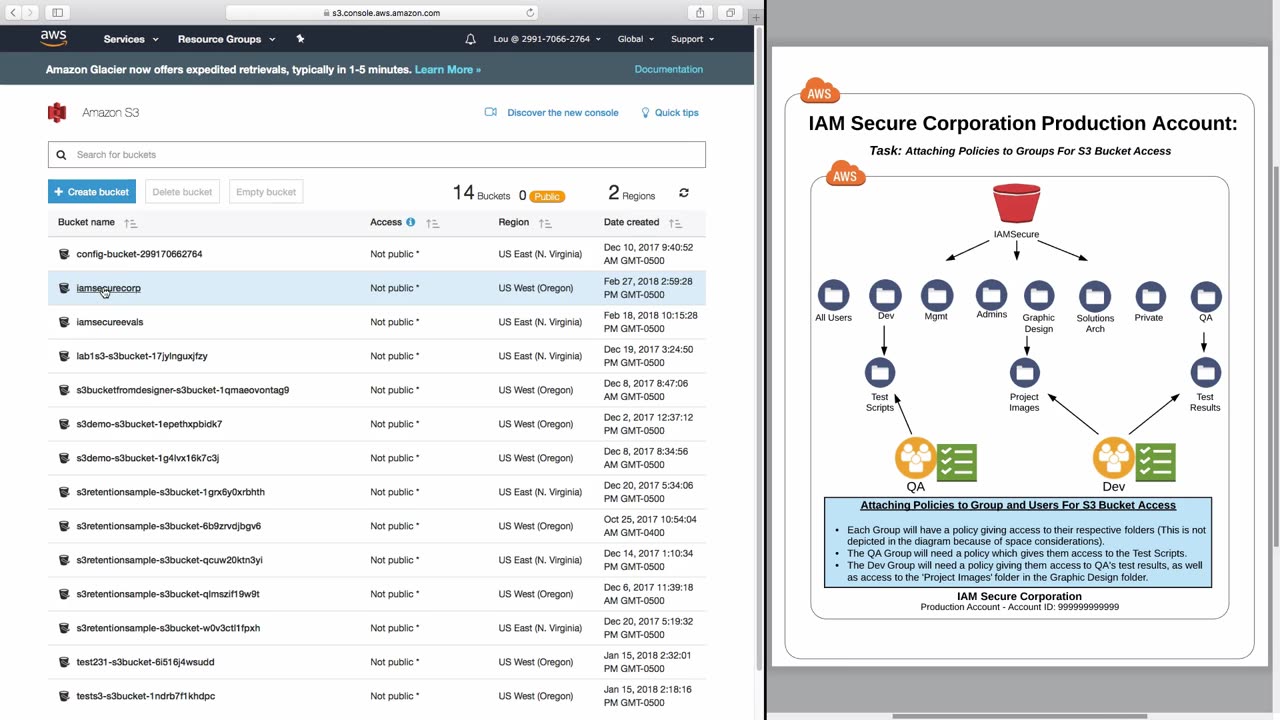 s3.console.aws.amazon.com
aws Services Resource Groups Lou @ 2991-7066-2764 Global Support
Amazon Glacier now offers expedited retrievals, typically in 1-5 minutes. Learn More » Documentation
Amazon S3 Discover the new console Quick tips
Search for buckets
+ Create bucket Delete bucket Empty bucket 14 Buckets 0 Public 2 Regions
Bucket name Access Region Date created
config-bucket-299170662764 Not public * US East (N. Virginia) Dec 10, 2017 9:40:52
AM GMT-0500
iamsecurecorp Not public * US West (Oregon) Feb 27, 2018 2:59:28
PM GMT-0500
iamsecureevals Not public * US East (N. Virginia) Feb 18, 2018 10:15:28
PM GMT-0500
lab1s3-s3bucket-17jylnguxjfzy Not public * US East (N. Virginia) Dec 19, 2017 3:24:50
PM GMT-0500
s3bucketfromdesigner-s3bucket-1qmaeovontag9 Not public * US West (Oregon) Dec 8, 2017 8:47:06
AM GMT-0500
s3demo-s3bucket-1epethxpbidk7 Not public * US West (Oregon) Dec 2, 2017 12:37:12
PM GMT-0500
s3demo-s3bucket-1g4lvx16k7c3j Not public * US West (Oregon) Dec 8, 2017 8:34:56
AM GMT-0500
s3retentionsample-s3bucket-1grx6y0xrbhth Not public * US East (N. Virginia) Dec 20, 2017 5:34:06
PM GMT-0500
s3retentionsample-s3bucket-6b9zrvdjbgv6 Not public * US West (Oregon) Oct 25, 2017 10:54:04
AM GMT-0400
s3retentionsample-s3bucket-qcuw20ktn3yi Not public * US East (N. Virginia) Dec 14, 2017 1:10:34
PM GMT-0500
s3retentionsample-s3bucket-qlmszif19w9t Not public * US West (Oregon) Dec 6, 2017 11:39:18
AM GMT-0500
s3retentionsample-s3bucket-w0v3ctl1fpxh Not public * US East (N. Virginia) Dec 20, 2017 5:19:32
PM GMT-0500
test231-s3bucket-6i516j4wsudd Not public * US West (Oregon) Jan 15, 2018 2:32:01
PM GMT-0500
tests3-s3bucket-1ndrb7f1khdpc Not public * US West (Oregon) Jan 15, 2018 2:18:16
PM GMT-0500
AWS
IAM Secure Corporation Production Account:
Task: Attaching Policies to Groups For S3 Bucket Access
AWS
IAMSecure
All Users Dev Mgmt Admins Graphic Design Solutions Arch Private QA
Test Scripts Project Images Test Results
QA Dev
Attaching Policies to Group and Users For S3 Bucket Access
• Each Group will have a policy giving access to their respective folders (This is not
depicted in the diagram because of space considerations).
• The QA Group will need a policy which gives them access to the Test Scripts.
• The Dev Group will need a policy giving them access to QA's test results, as well
as access to the 'Project Images' folder in the Graphic Design folder.
IAM Secure Corporation
Production Account - Account ID: 999999999999